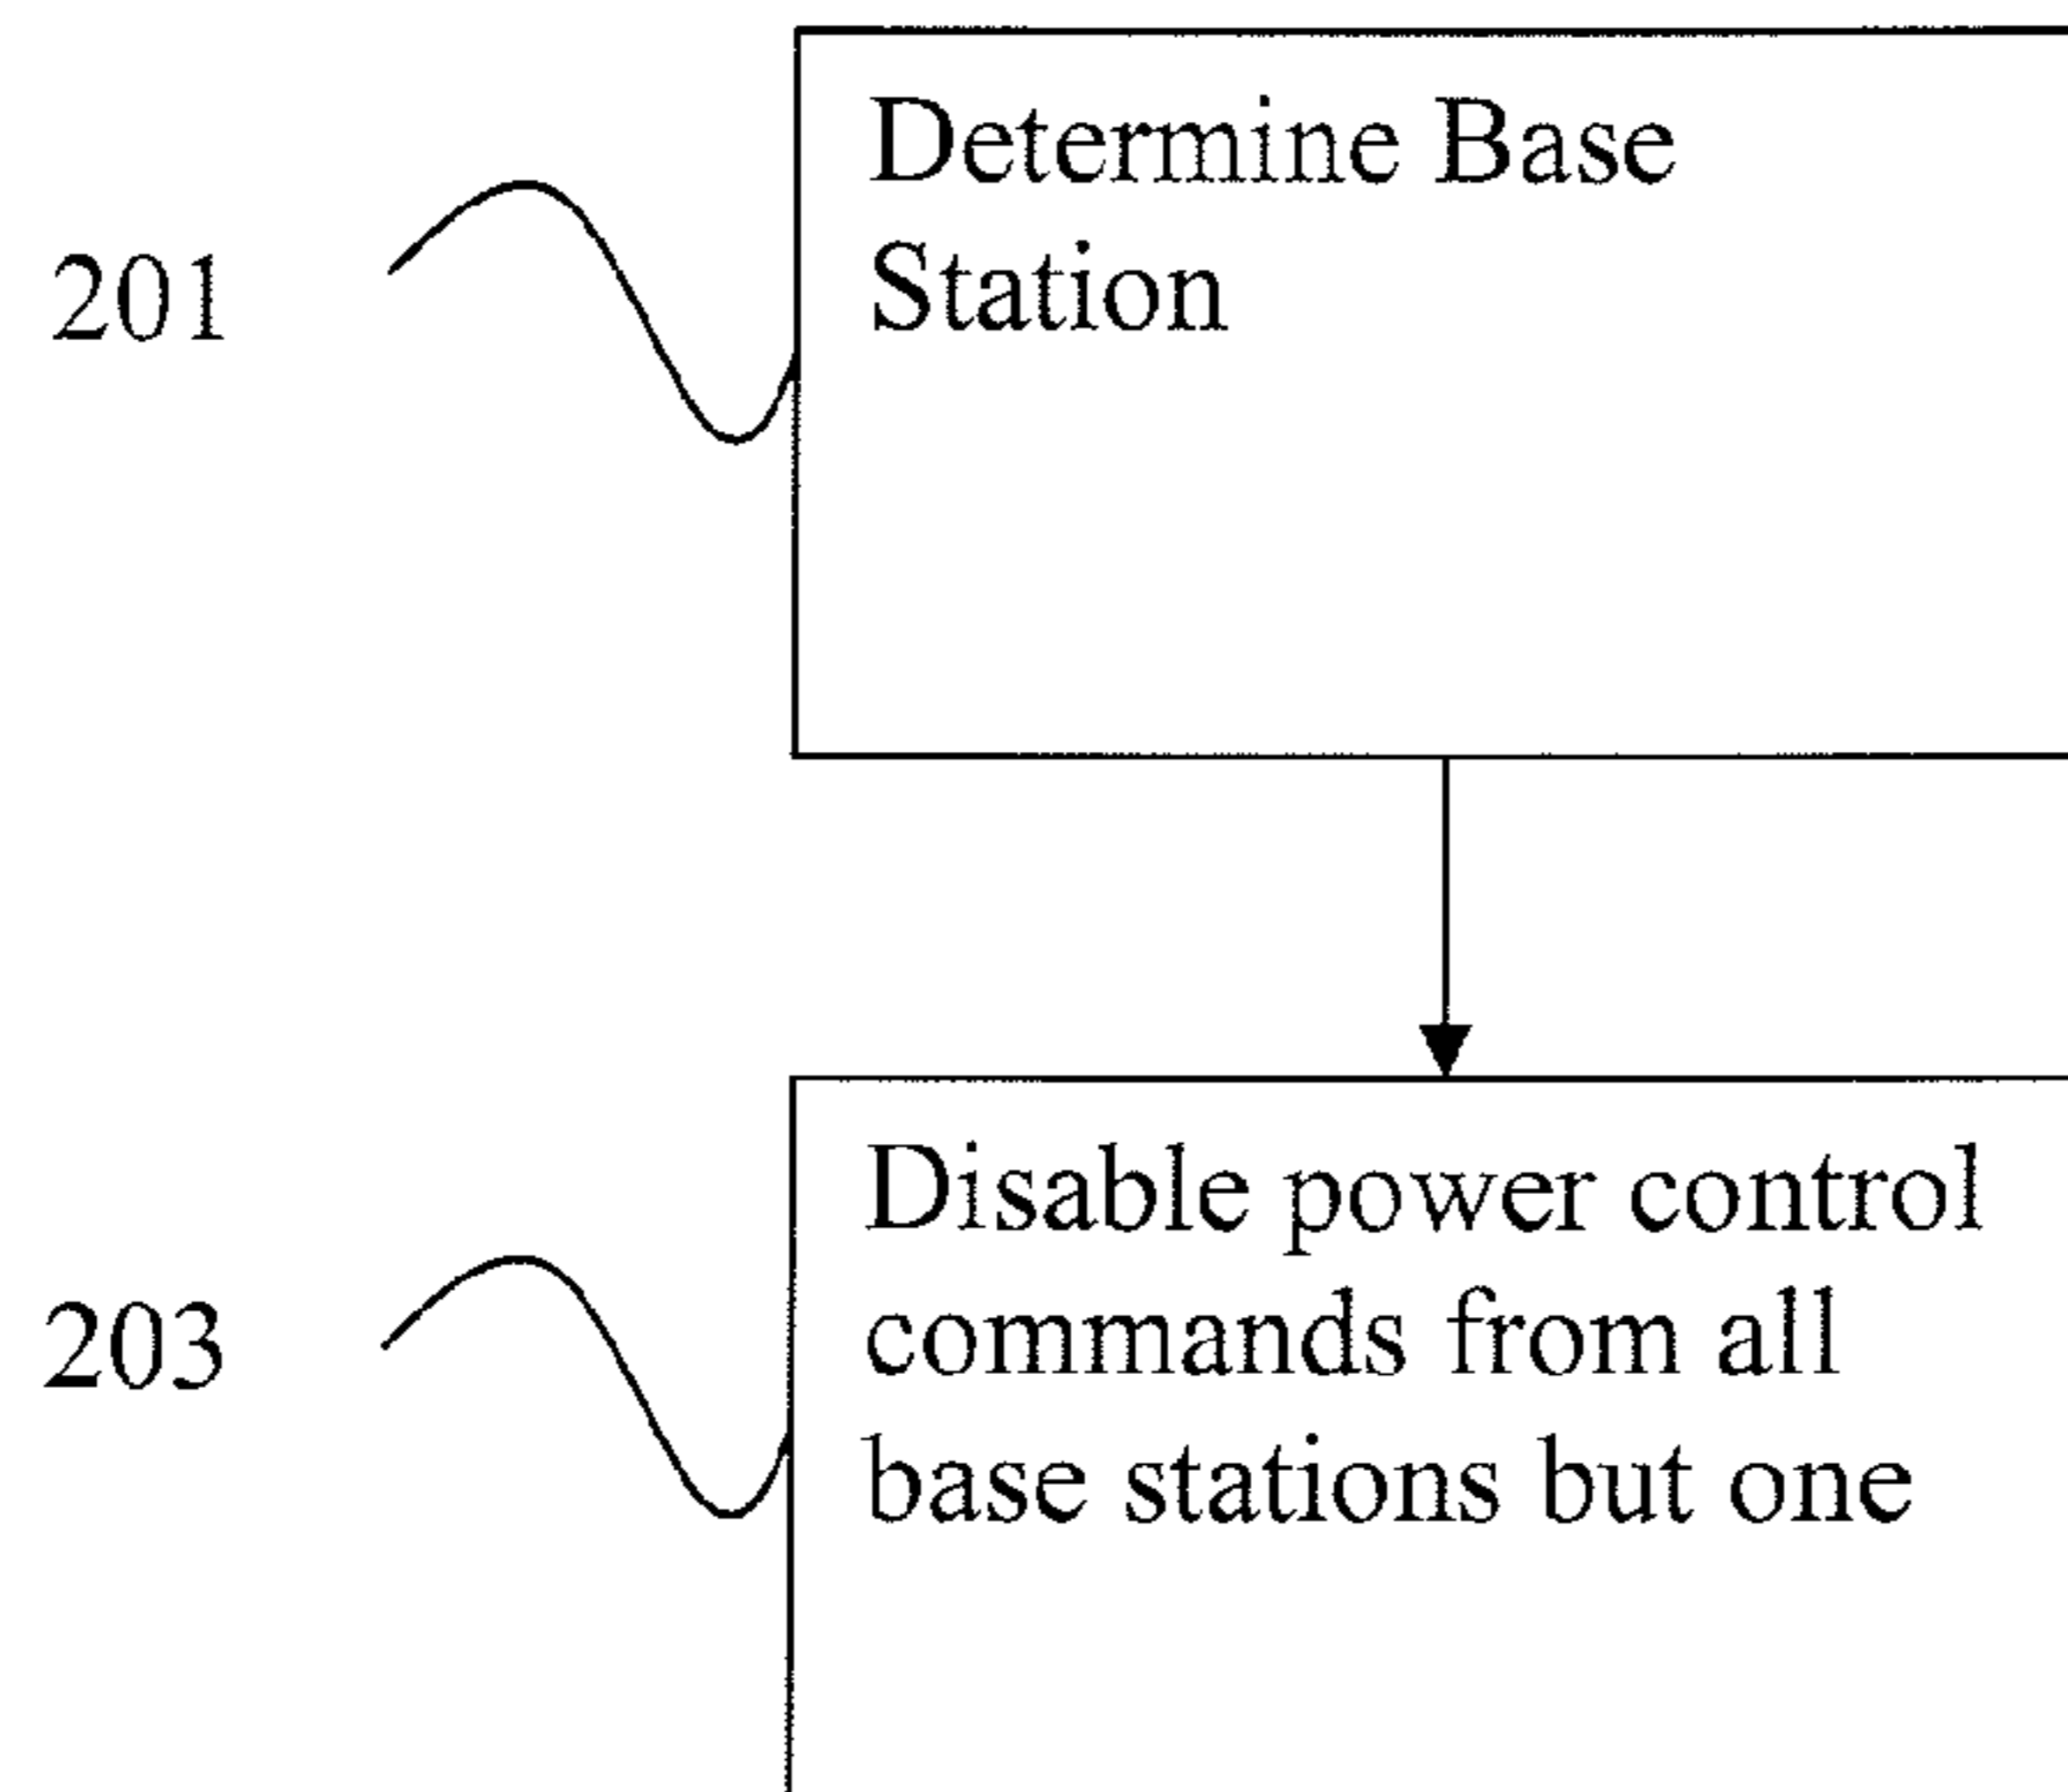 Determine Base
Station
201
Disable power control
commands from all
base stations but one
203